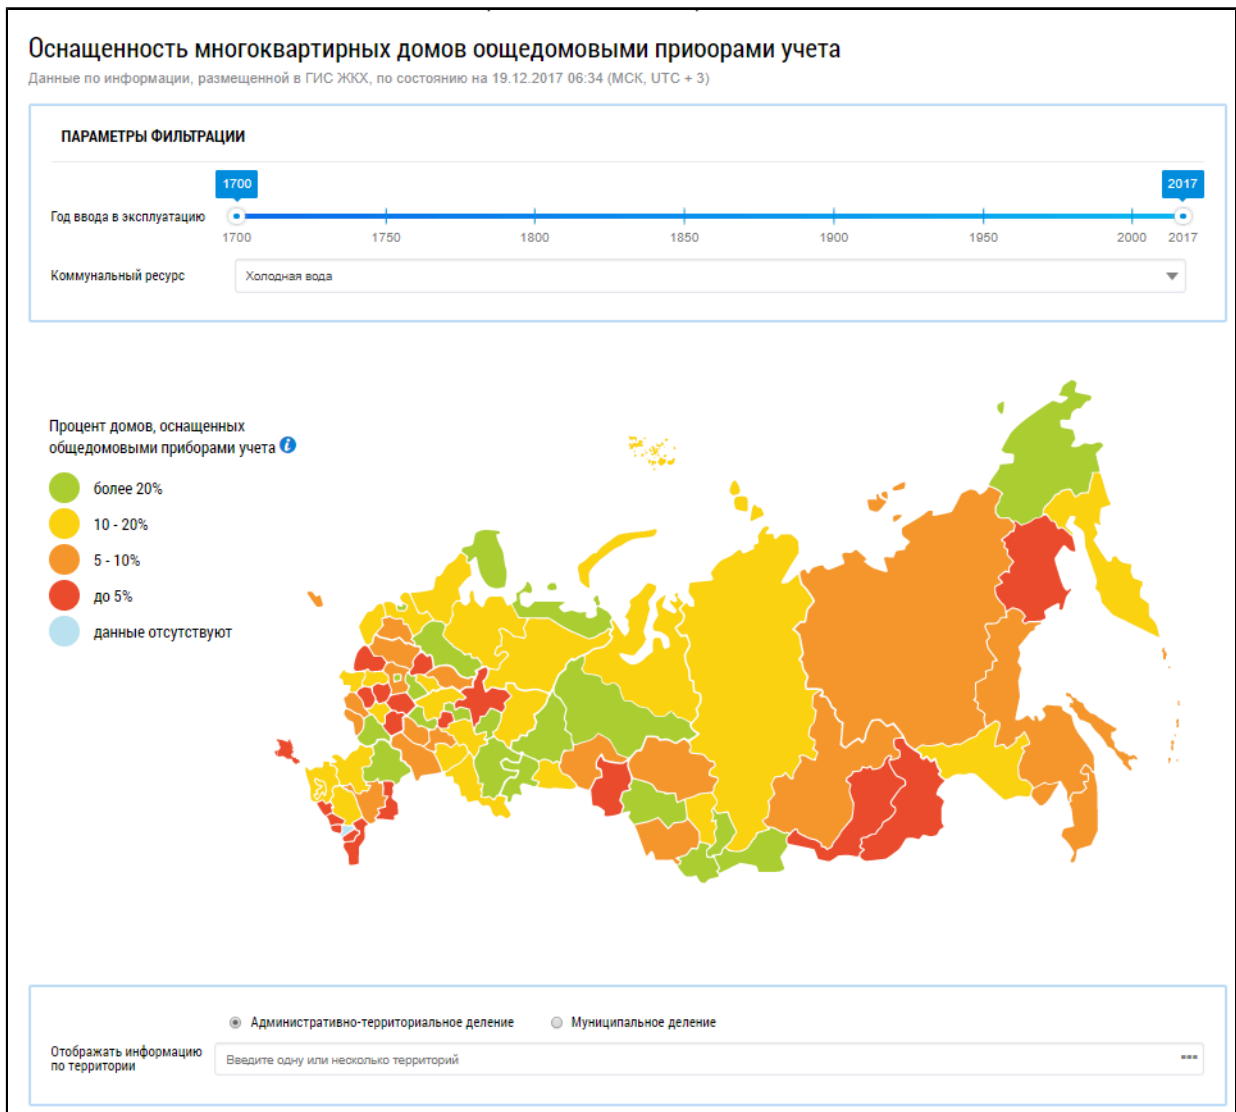 Оснащенность многоквартирных домов общедомовыми приборами учета
Данные по информации, размещенной в ГИС ЖКХ, по состоянию на 19.12.2017 06:34 (МСК, UTC + 3)
ПАРАМЕТРЫ ФИЛЬТРАЦИИ
1700 2017
Год ввода в эксплуатацию
1700 1750 1800 1850 1900 1950 2000 2017
Коммунальный ресурс Холодная вода
Процент домов, оснащенных
общедомовыми приборами учета i
более 20%
10 - 20%
5 - 10%
до 5%
данные отсутствуют
Административно-территориальное деление Муниципальное деление
Отображать информацию
по территории
Введите одну или несколько территорий